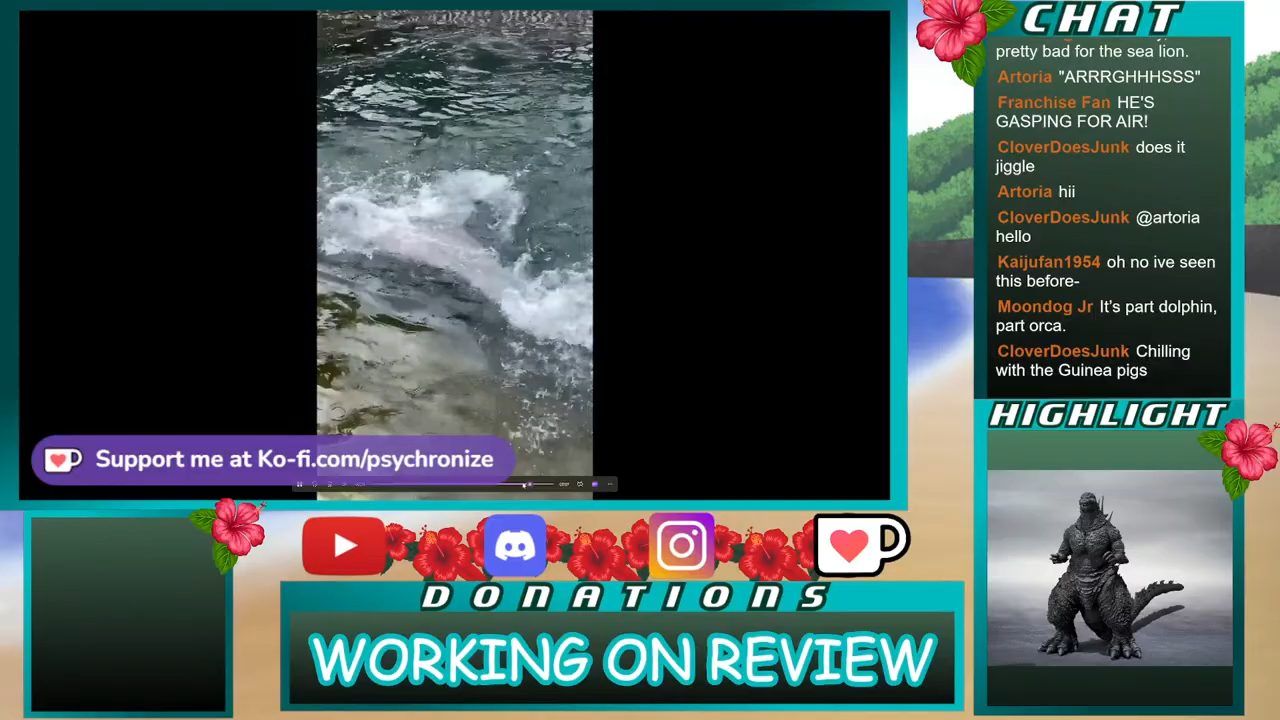 CHAT
pretty bad for the sea lion.
Artoria "ARRRGHHHSSS"
Franchise Fan HE'S
GASPING FOR AIR!
CloverDoesJunk does it
jiggle
Artoria hii
CloverDoesJunk @artoria
hello
Kaijufan1954 oh no ive seen
this before-
Moondog Jr It's part dolphin,
part orca.
CloverDoesJunk Chilling
with the Guinea pigs
HIGHLIGHT
Support me at Ko-fi.com/psychronize
DONATIONS
WORKING ON REVIEW